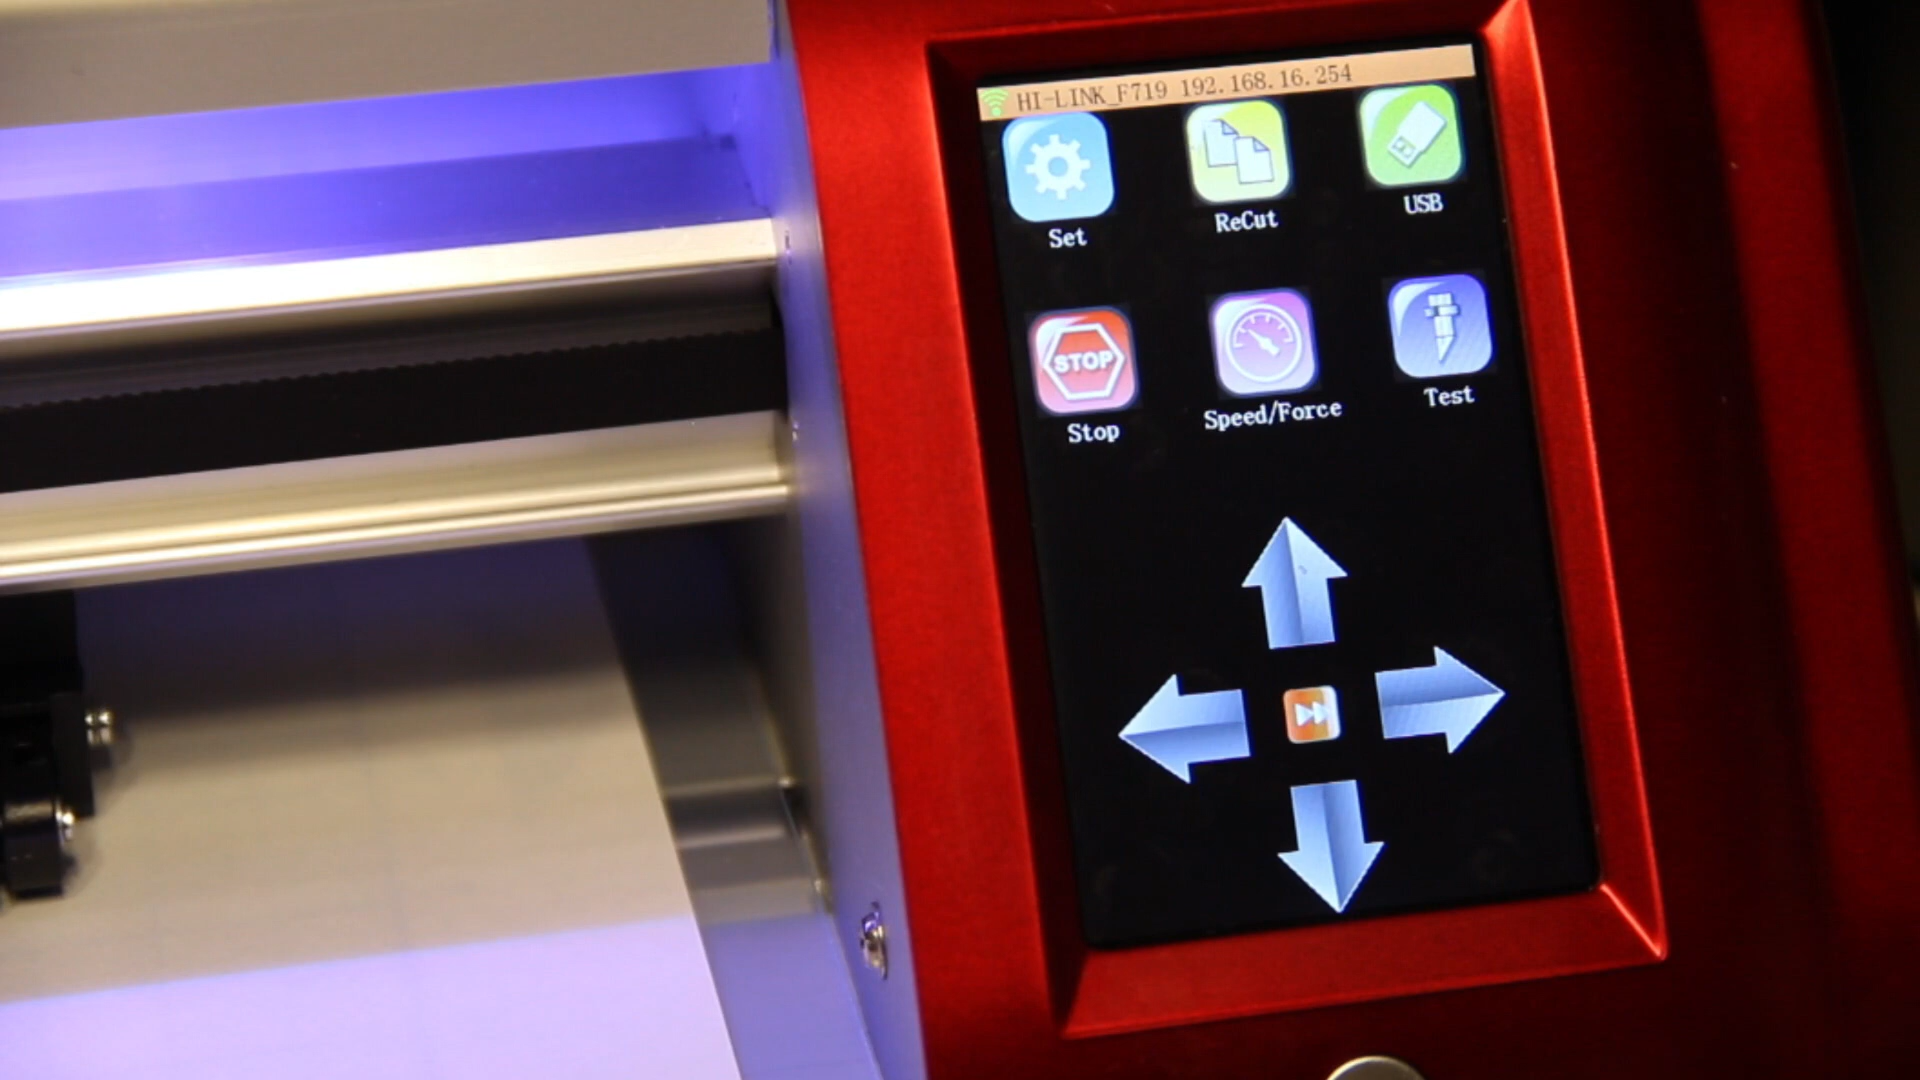 HI-LINK_F719 192.168.16.254
Set
ReCut
USB
STOP
Stop
Speed/Force
Test